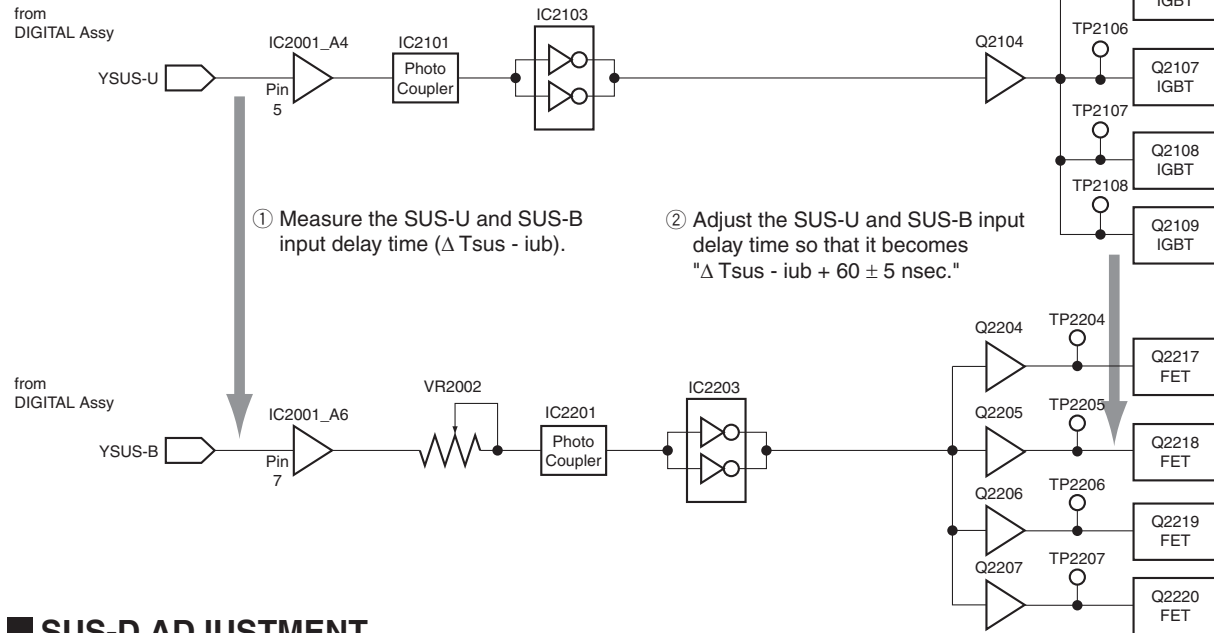 from
DIGITAL Assy
YSUS-U
IC2001_A4
Pin
5
IC2101
Photo
Coupler
IC2103
Q2104
IGBT
TP2106
Q2107
IGBT
TP2107
Q2108
IGBT
TP2108
Q2109
IGBT
① Measure the SUS-U and SUS-B
input delay time (Δ Tsus - iub).
② Adjust the SUS-U and SUS-B input
delay time so that it becomes
"Δ Tsus - iub + 60 ± 5 nsec."
from
DIGITAL Assy
YSUS-B
IC2001_A6
Pin
7
VR2002
IC2201
Photo
Coupler
IC2203
Q2204
TP2204
Q2217
FET
Q2205
TP2205
Q2218
FET
Q2206
TP2206
Q2219
FET
Q2207
TP2207
Q2220
FET
■ SUS-D ADJUSTMENT